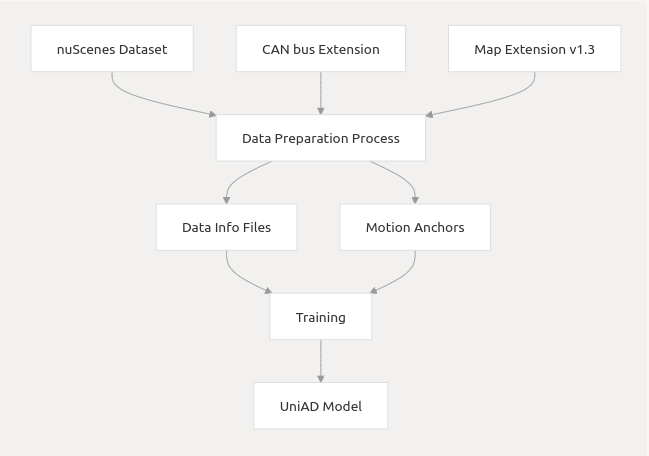 nuScenes Dataset
CAN bus Extension
Map Extension v1.3
Data Preparation Process
Data Info Files
Motion Anchors
Training
UniAD Model